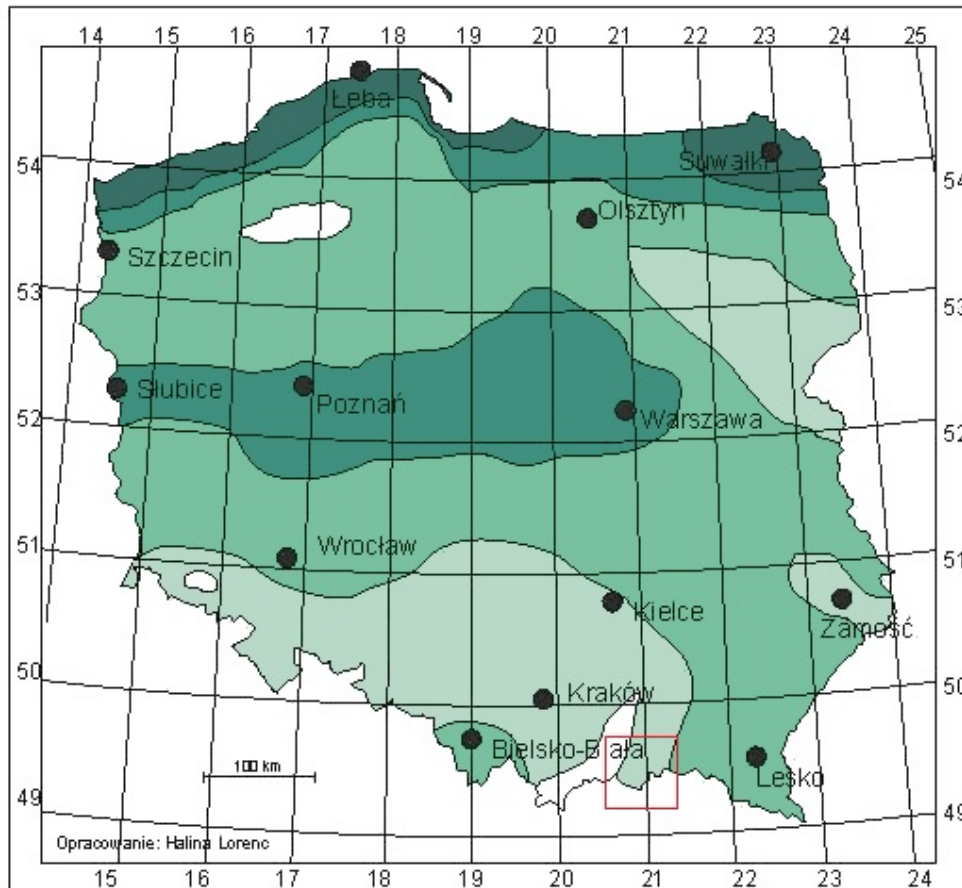 14 15 16 17 18 19 20 21 22 23 24 25
Łeba
54 Suwałki 54
Olsztyn
Szczecin
53 53
Słubice Poznań Warszawa
52 52
Wrocław
51 51
Kielce Zamość
50 Kraków 50
Bielsko-Biała Lesko
100 km
49 49
Opracowanie: Halina Lorenc
15 16 17 18 19 20 21 22 23 24